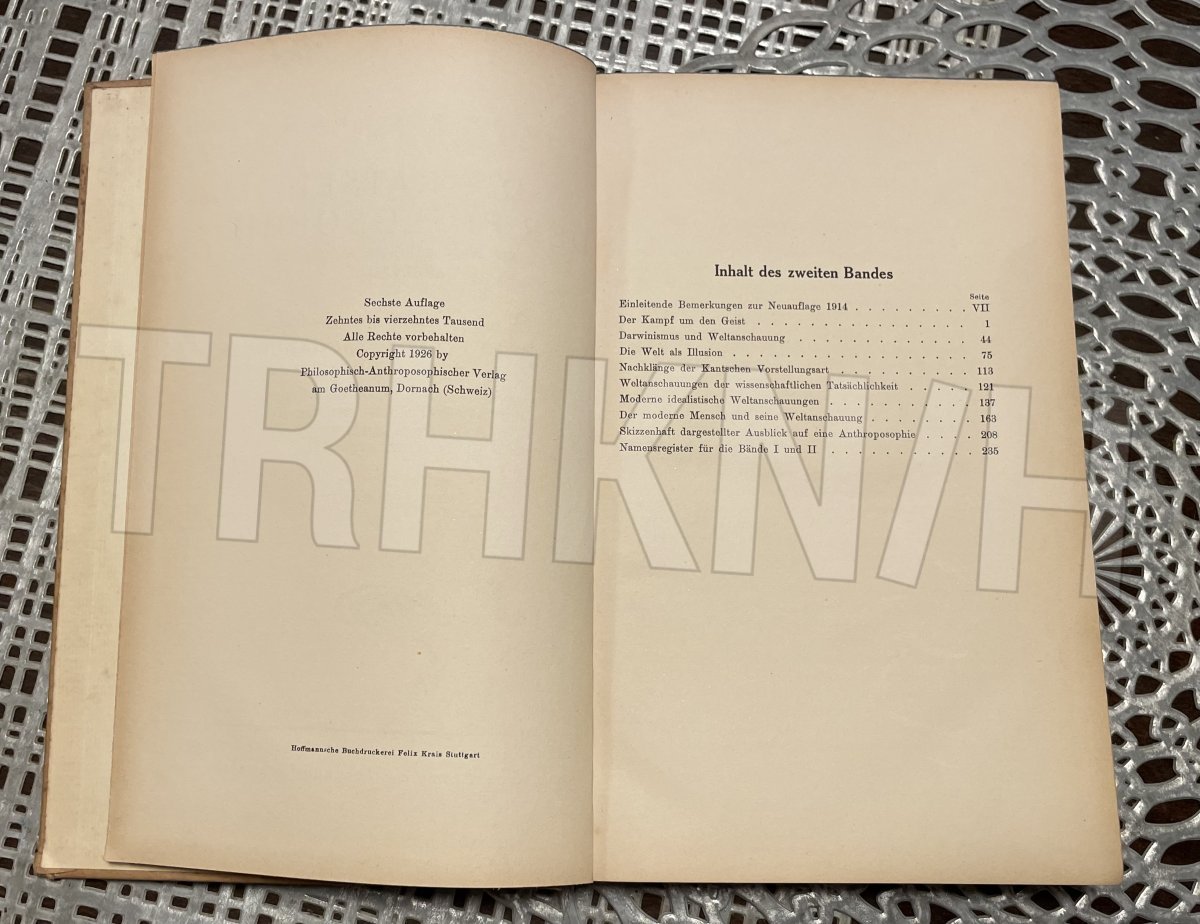 Sechste Auflage
Zehntes bis vierzehntes Tausend
Alle Rechte vorbehalten
Copyright 1926 by
Philosophisch-Anthroposophischer Verlag
am Goetheanum, Dornach (Schweiz)
Hoffmannsche Buchdruckerei Felix Krais Stuttgart
Inhalt des zweiten Bandes
Seite
Einleitende Bemerkungen zur Neuauflage 1914 . . . . . . . . . VII
Der Kampf um den Geist . . . . . . . . . . . . . . . . 1
Darwinismus und Weltanschauung . . . . . . . . . . . . . 44
Die Welt als Illusion . . . . . . . . . . . . . . . . . . 75
Nachklänge der Kantschen Vorstellungsart . . . . . . . . . . 113
Weltanschauungen der wissenschaftlichen Tatsächlichkeit . . . . . 121
Moderne idealistische Weltanschauungen . . . . . . . . . . . 137
Der moderne Mensch und seine Weltanschauung . . . . . . . . 163
Skizzenhaft dargestellter Ausblick auf eine Anthroposophie . . . . 208
Namensregister für die Bände I und II . . . . . . . . . . . 235
TRHKN/H